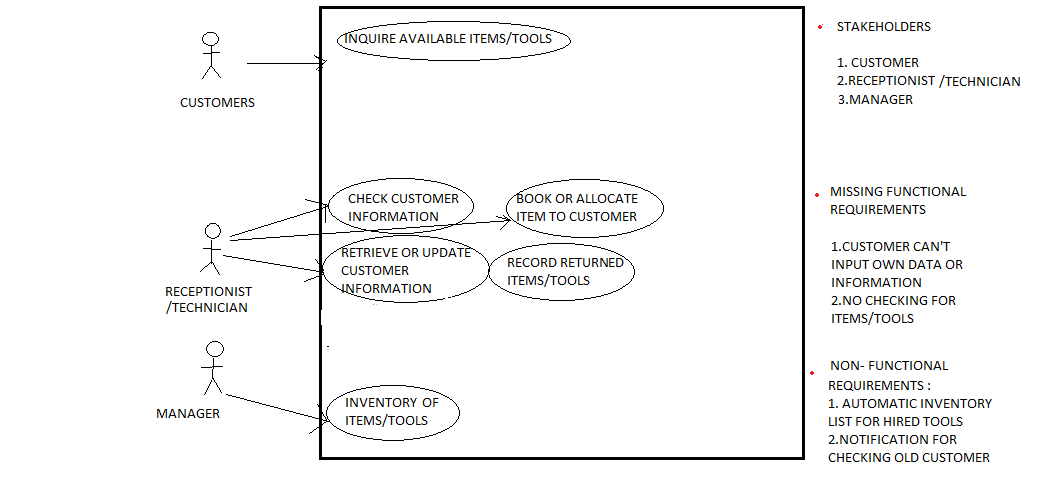 INQUIRE AVAILABLE ITEMS/TOOLS
CUSTOMERS
CHECK CUSTOMER
INFORMATION
BOOK OR ALLOCATE
ITEM TO CUSTOMER
RETRIEVE OR UPDATE
CUSTOMER
INFORMATION
RECORD RETURNED
ITEMS/TOOLS
RECEPTIONIST
/TECHNICIAN
MANAGER
INVENTORY OF
ITEMS/TOOLS
STAKEHOLDERS
1. CUSTOMER
2.RECEPTIONIST /TECHNICIAN
3.MANAGER
MISSING FUNCTIONAL
REQUIREMENTS
1.CUSTOMER CAN'T
INPUT OWN DATA OR
INFORMATION
2.NO CHECKING FOR
ITEMS/TOOLS
NON- FUNCTIONAL
REQUIREMENTS :
1. AUTOMATIC INVENTORY
LIST FOR HIRED TOOLS
2.NOTIFICATION FOR
CHECKING OLD CUSTOMER